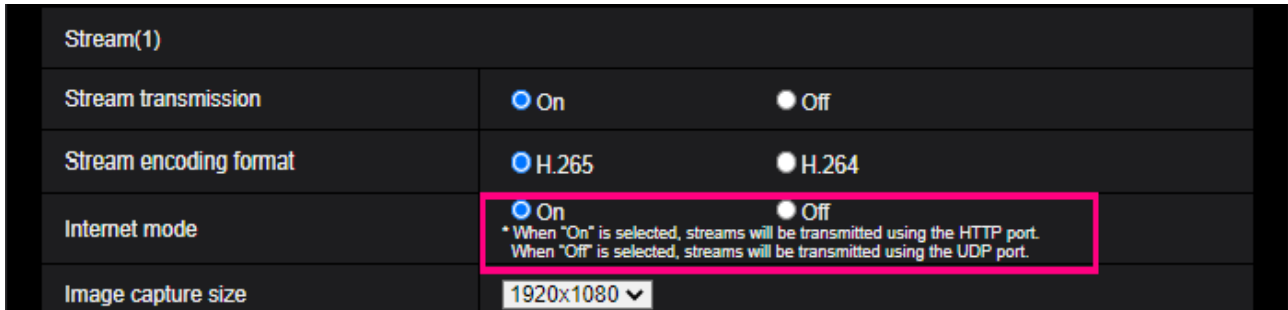 Stream(1)
Stream transmission
On Off
Stream encoding format
H.265 H.264
Internet mode
On Off
* When "On" is selected, streams will be transmitted using the HTTP port.
When "Off" is selected, streams will be transmitted using the UDP port.
Image capture size
1920x1080